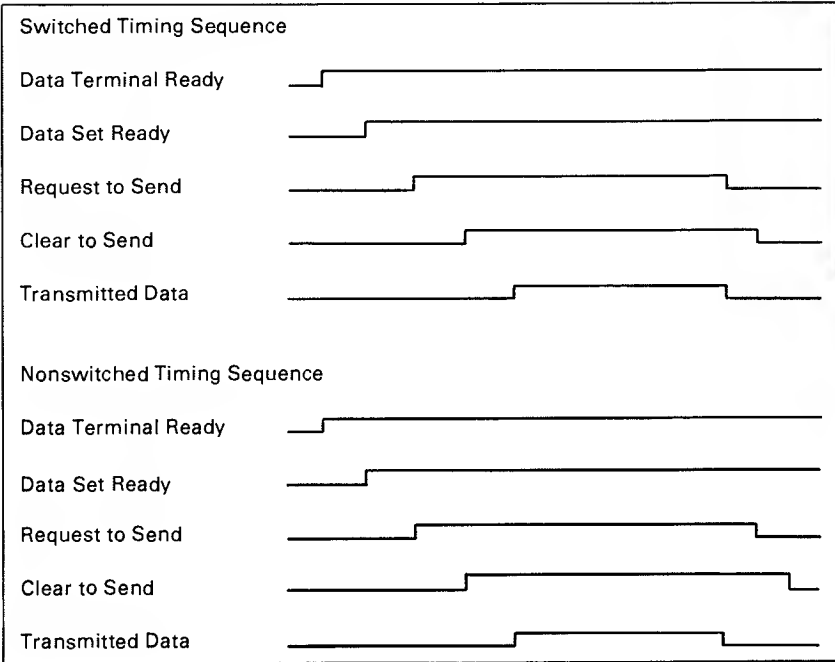 Switched Timing Sequence
Data Terminal Ready
Data Set Ready
Request to Send
Clear to Send
Transmitted Data
Nonswitched Timing Sequence
Data Terminal Ready
Data Set Ready
Request to Send
Clear to Send
Transmitted Data